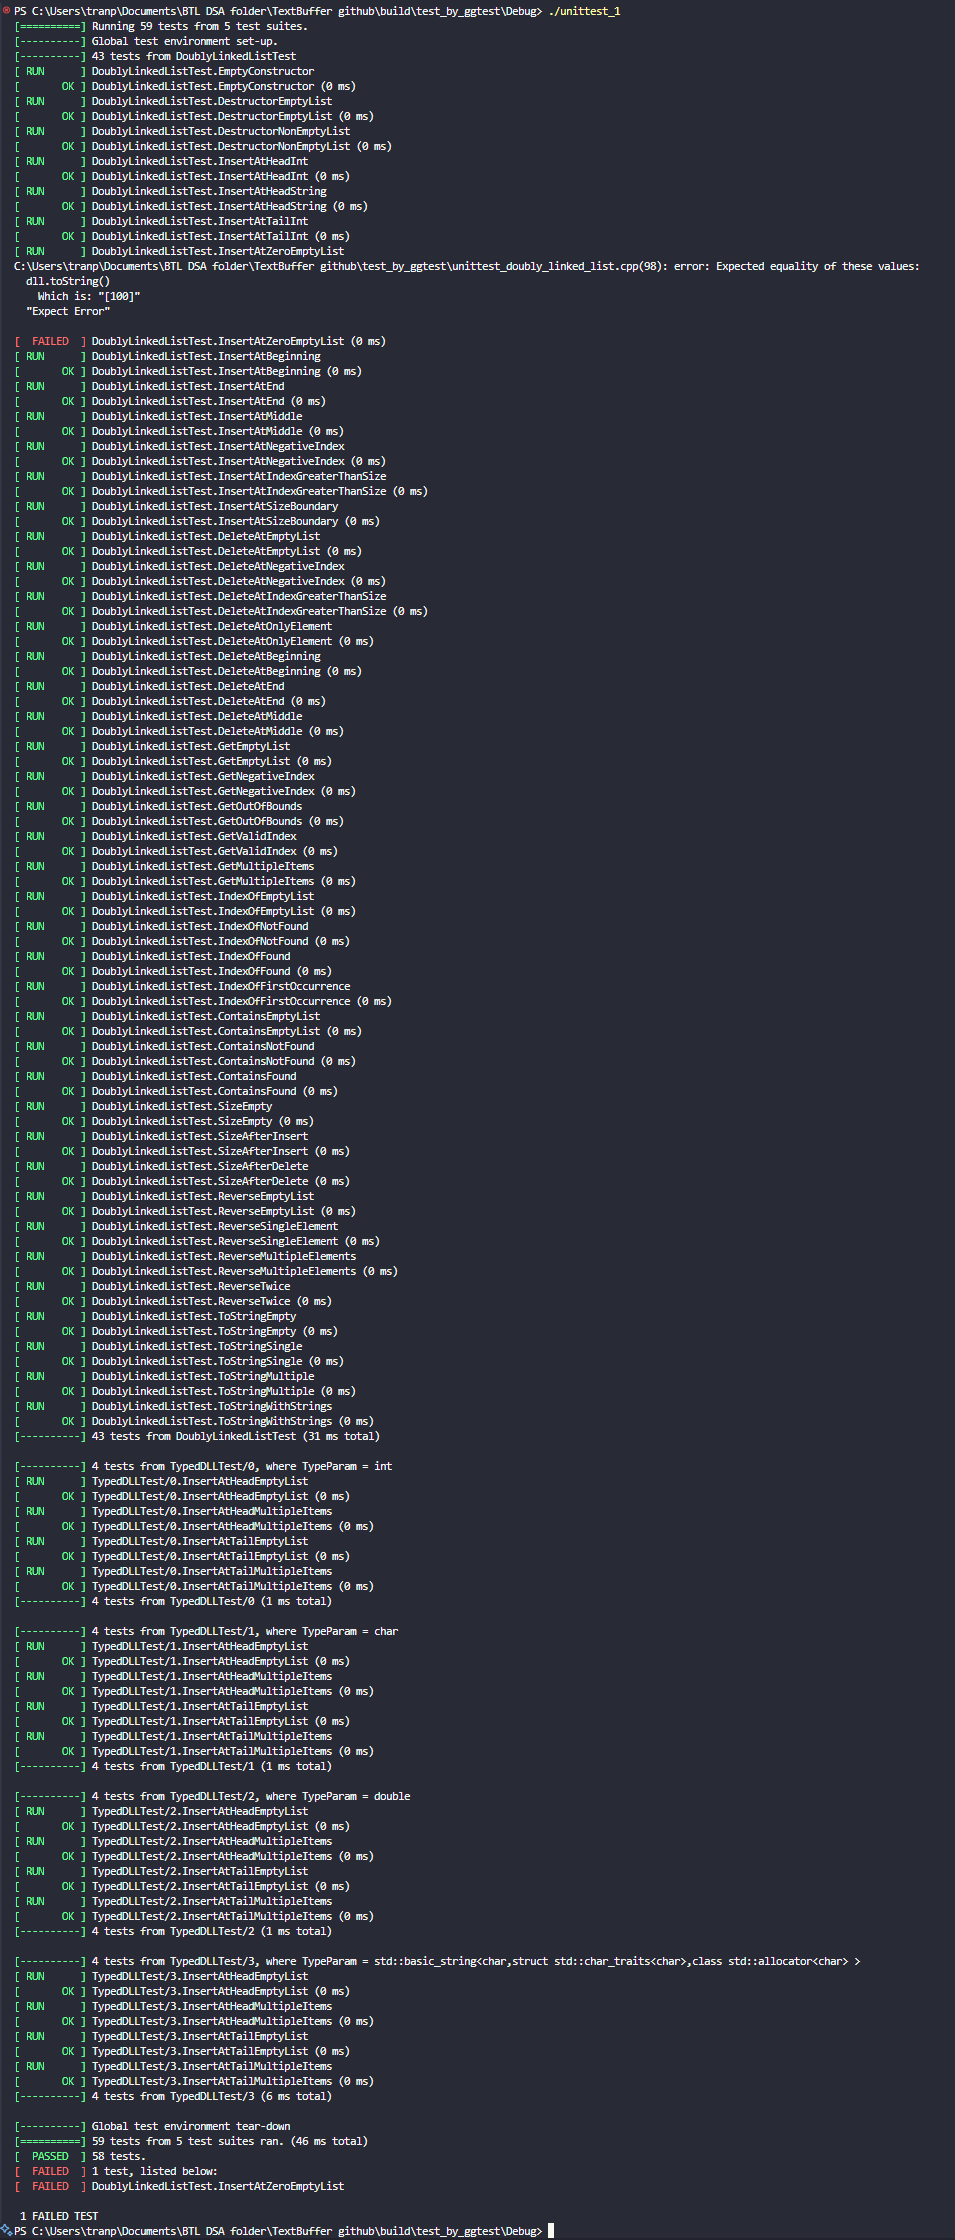 PS C:\Users\tranp\Documents\BTL DSA folder\TextBuffer github\build\test_by_ggtest\Debug> ./unittest_1
[==========] Running 59 tests from 5 test suites.
[----------] Global test environment set-up.
[----------] 43 tests from DoublyLinkedListTest
[ RUN      ] DoublyLinkedListTest.EmptyConstructor
[       OK ] DoublyLinkedListTest.EmptyConstructor (0 ms)
[ RUN      ] DoublyLinkedListTest.DestructorEmptyList
[       OK ] DoublyLinkedListTest.DestructorEmptyList (0 ms)
[ RUN      ] DoublyLinkedListTest.DestructorNonEmptyList
[       OK ] DoublyLinkedListTest.DestructorNonEmptyList (0 ms)
[ RUN      ] DoublyLinkedListTest.InsertAtHeadInt
[       OK ] DoublyLinkedListTest.InsertAtHeadInt (0 ms)
[ RUN      ] DoublyLinkedListTest.InsertAtHeadString
[       OK ] DoublyLinkedListTest.InsertAtHeadString (0 ms)
[ RUN      ] DoublyLinkedListTest.InsertAtTailInt
[       OK ] DoublyLinkedListTest.InsertAtTailInt (0 ms)
[ RUN      ] DoublyLinkedListTest.InsertAtZeroEmptyList
C:\Users\tranp\Documents\BTL DSA folder\TextBuffer github\test_by_ggtest\unittest_doubly_linked_list.cpp(98): error: Expected equality of these values:
  dll.toString()
    Which is: "[100]"
  "Expect Error"
[  FAILED  ] DoublyLinkedListTest.InsertAtZeroEmptyList (0 ms)
[ RUN      ] DoublyLinkedListTest.InsertAtBeginning
[       OK ] DoublyLinkedListTest.InsertAtBeginning (0 ms)
[ RUN      ] DoublyLinkedListTest.InsertAtEnd
[       OK ] DoublyLinkedListTest.InsertAtEnd (0 ms)
[ RUN      ] DoublyLinkedListTest.InsertAtMiddle
[       OK ] DoublyLinkedListTest.InsertAtMiddle (0 ms)
[ RUN      ] DoublyLinkedListTest.InsertAtNegativeIndex
[       OK ] DoublyLinkedListTest.InsertAtNegativeIndex (0 ms)
[ RUN      ] DoublyLinkedListTest.InsertAtIndexGreaterThanSize
[       OK ] DoublyLinkedListTest.InsertAtIndexGreaterThanSize (0 ms)
[ RUN      ] DoublyLinkedListTest.InsertAtSizeBoundary
[       OK ] DoublyLinkedListTest.InsertAtSizeBoundary (0 ms)
[ RUN      ] DoublyLinkedListTest.DeleteAtEmptyList
[       OK ] DoublyLinkedListTest.DeleteAtEmptyList (0 ms)
[ RUN      ] DoublyLinkedListTest.DeleteAtNegativeIndex
[       OK ] DoublyLinkedListTest.DeleteAtNegativeIndex (0 ms)
[ RUN      ] DoublyLinkedListTest.DeleteAtIndexGreaterThanSize
[       OK ] DoublyLinkedListTest.DeleteAtIndexGreaterThanSize (0 ms)
[ RUN      ] DoublyLinkedListTest.DeleteAtOnlyElement
[       OK ] DoublyLinkedListTest.DeleteAtOnlyElement (0 ms)
[ RUN      ] DoublyLinkedListTest.DeleteAtBeginning
[       OK ] DoublyLinkedListTest.DeleteAtBeginning (0 ms)
[ RUN      ] DoublyLinkedListTest.DeleteAtEnd
[       OK ] DoublyLinkedListTest.DeleteAtEnd (0 ms)
[ RUN      ] DoublyLinkedListTest.DeleteAtMiddle
[       OK ] DoublyLinkedListTest.DeleteAtMiddle (0 ms)
[ RUN      ] DoublyLinkedListTest.GetEmptyList
[       OK ] DoublyLinkedListTest.GetEmptyList (0 ms)
[ RUN      ] DoublyLinkedListTest.GetNegativeIndex
[       OK ] DoublyLinkedListTest.GetNegativeIndex (0 ms)
[ RUN      ] DoublyLinkedListTest.GetOutOfBounds
[       OK ] DoublyLinkedListTest.GetOutOfBounds (0 ms)
[ RUN      ] DoublyLinkedListTest.GetValidIndex
[       OK ] DoublyLinkedListTest.GetValidIndex (0 ms)
[ RUN      ] DoublyLinkedListTest.GetMultipleItems
[       OK ] DoublyLinkedListTest.GetMultipleItems (0 ms)
[ RUN      ] DoublyLinkedListTest.IndexOfEmptyList
[       OK ] DoublyLinkedListTest.IndexOfEmptyList (0 ms)
[ RUN      ] DoublyLinkedListTest.IndexOfNotFound
[       OK ] DoublyLinkedListTest.IndexOfNotFound (0 ms)
[ RUN      ] DoublyLinkedListTest.IndexOfFound
[       OK ] DoublyLinkedListTest.IndexOfFound (0 ms)
[ RUN      ] DoublyLinkedListTest.IndexOfFirstOccurrence
[       OK ] DoublyLinkedListTest.IndexOfFirstOccurrence (0 ms)
[ RUN      ] DoublyLinkedListTest.ContainsEmptyList
[       OK ] DoublyLinkedListTest.ContainsEmptyList (0 ms)
[ RUN      ] DoublyLinkedListTest.ContainsNotFound
[       OK ] DoublyLinkedListTest.ContainsNotFound (0 ms)
[ RUN      ] DoublyLinkedListTest.ContainsFound
[       OK ] DoublyLinkedListTest.ContainsFound (0 ms)
[ RUN      ] DoublyLinkedListTest.SizeEmpty
[       OK ] DoublyLinkedListTest.SizeEmpty (0 ms)
[ RUN      ] DoublyLinkedListTest.SizeAfterInsert
[       OK ] DoublyLinkedListTest.SizeAfterInsert (0 ms)
[ RUN      ] DoublyLinkedListTest.SizeAfterDelete
[       OK ] DoublyLinkedListTest.SizeAfterDelete (0 ms)
[ RUN      ] DoublyLinkedListTest.ReverseEmptyList
[       OK ] DoublyLinkedListTest.ReverseEmptyList (0 ms)
[ RUN      ] DoublyLinkedListTest.ReverseSingleElement
[       OK ] DoublyLinkedListTest.ReverseSingleElement (0 ms)
[ RUN      ] DoublyLinkedListTest.ReverseMultipleElements
[       OK ] DoublyLinkedListTest.ReverseMultipleElements (0 ms)
[ RUN      ] DoublyLinkedListTest.ReverseTwice
[       OK ] DoublyLinkedListTest.ReverseTwice (0 ms)
[ RUN      ] DoublyLinkedListTest.ToStringEmpty
[       OK ] DoublyLinkedListTest.ToStringEmpty (0 ms)
[ RUN      ] DoublyLinkedListTest.ToStringSingle
[       OK ] DoublyLinkedListTest.ToStringSingle (0 ms)
[ RUN      ] DoublyLinkedListTest.ToStringMultiple
[       OK ] DoublyLinkedListTest.ToStringMultiple (0 ms)
[ RUN      ] DoublyLinkedListTest.ToStringWithStrings
[       OK ] DoublyLinkedListTest.ToStringWithStrings (0 ms)
[----------] 43 tests from DoublyLinkedListTest (31 ms total)
[----------] 4 tests from TypedDLLTest/0, where TypeParam = int
[ RUN      ] TypedDLLTest/0.InsertAtHeadEmptyList
[       OK ] TypedDLLTest/0.InsertAtHeadEmptyList (0 ms)
[ RUN      ] TypedDLLTest/0.InsertAtHeadMultipleItems
[       OK ] TypedDLLTest/0.InsertAtHeadMultipleItems (0 ms)
[ RUN      ] TypedDLLTest/0.InsertAtTailEmptyList
[       OK ] TypedDLLTest/0.InsertAtTailEmptyList (0 ms)
[ RUN      ] TypedDLLTest/0.InsertAtTailMultipleItems
[       OK ] TypedDLLTest/0.InsertAtTailMultipleItems (0 ms)
[----------] 4 tests from TypedDLLTest/0 (1 ms total)
[----------] 4 tests from TypedDLLTest/1, where TypeParam = char
[ RUN      ] TypedDLLTest/1.InsertAtHeadEmptyList
[       OK ] TypedDLLTest/1.InsertAtHeadEmptyList (0 ms)
[ RUN      ] TypedDLLTest/1.InsertAtHeadMultipleItems
[       OK ] TypedDLLTest/1.InsertAtHeadMultipleItems (0 ms)
[ RUN      ] TypedDLLTest/1.InsertAtTailEmptyList
[       OK ] TypedDLLTest/1.InsertAtTailEmptyList (0 ms)
[ RUN      ] TypedDLLTest/1.InsertAtTailMultipleItems
[       OK ] TypedDLLTest/1.InsertAtTailMultipleItems (0 ms)
[----------] 4 tests from TypedDLLTest/1 (1 ms total)
[----------] 4 tests from TypedDLLTest/2, where TypeParam = double
[ RUN      ] TypedDLLTest/2.InsertAtHeadEmptyList
[       OK ] TypedDLLTest/2.InsertAtHeadEmptyList (0 ms)
[ RUN      ] TypedDLLTest/2.InsertAtHeadMultipleItems
[       OK ] TypedDLLTest/2.InsertAtHeadMultipleItems (0 ms)
[ RUN      ] TypedDLLTest/2.InsertAtTailEmptyList
[       OK ] TypedDLLTest/2.InsertAtTailEmptyList (0 ms)
[ RUN      ] TypedDLLTest/2.InsertAtTailMultipleItems
[       OK ] TypedDLLTest/2.InsertAtTailMultipleItems (0 ms)
[----------] 4 tests from TypedDLLTest/2 (1 ms total)
[----------] 4 tests from TypedDLLTest/3, where TypeParam = std::basic_string<char,struct std::char_traits<char>,class std::allocator<char> >
[ RUN      ] TypedDLLTest/3.InsertAtHeadEmptyList
[       OK ] TypedDLLTest/3.InsertAtHeadEmptyList (0 ms)
[ RUN      ] TypedDLLTest/3.InsertAtHeadMultipleItems
[       OK ] TypedDLLTest/3.InsertAtHeadMultipleItems (0 ms)
[ RUN      ] TypedDLLTest/3.InsertAtTailEmptyList
[       OK ] TypedDLLTest/3.InsertAtTailEmptyList (0 ms)
[ RUN      ] TypedDLLTest/3.InsertAtTailMultipleItems
[       OK ] TypedDLLTest/3.InsertAtTailMultipleItems (0 ms)
[----------] 4 tests from TypedDLLTest/3 (6 ms total)
[----------] Global test environment tear-down
[==========] 59 tests from 5 test suites ran. (46 ms total)
[  PASSED  ] 58 tests.
[  FAILED  ] 1 test, listed below:
[  FAILED  ] DoublyLinkedListTest.InsertAtZeroEmptyList
 1 FAILED TEST
PS C:\Users\tranp\Documents\BTL DSA folder\TextBuffer github\build\test_by_ggtest\Debug>